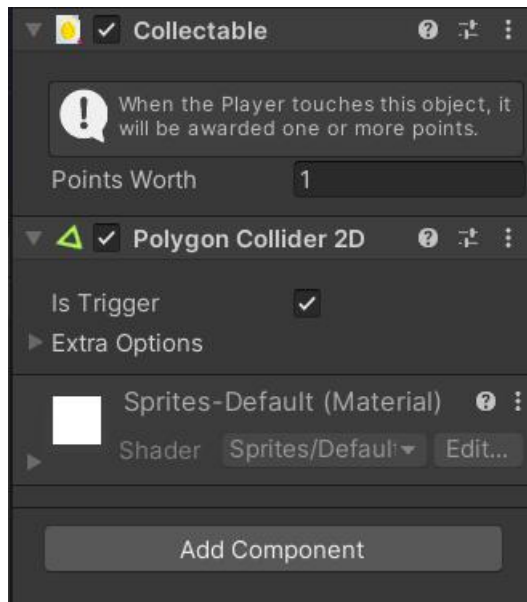 Collectable
When the Player touches this object, it
will be awarded one or more points.
Points Worth 1
Polygon Collider 2D
Is Trigger
Extra Options
Sprites-Default (Material)
Shader Sprites/Default Edit...
Add Component